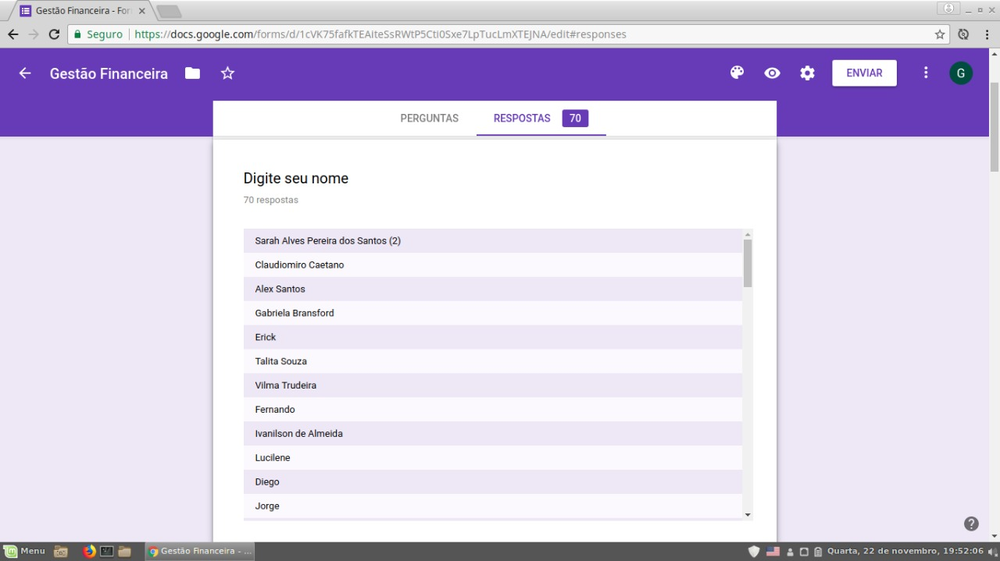 Gestão Financeira - For
Seguro https://docs.google.com/forms/d/1cVK75fafkTEAiteSsRWtP5Cti0Sxe7LpTucLmXTEJNA/edit#responses
Gestão Financeira
ENVIAR
G
PERGUNTAS
RESPOSTAS 70
Digite seu nome
70 respostas
Sarah Alves Pereira dos Santos (2)
Claudiomiro Caetano
Alex Santos
Gabriela Bransford
Erick
Talita Souza
Vilma Trudeira
Fernando
Ivanilson de Almeida
Lucilene
Diego
Jorge
Menu
Gestão Financeira - ...
Quarta, 22 de novembro, 19:52:06